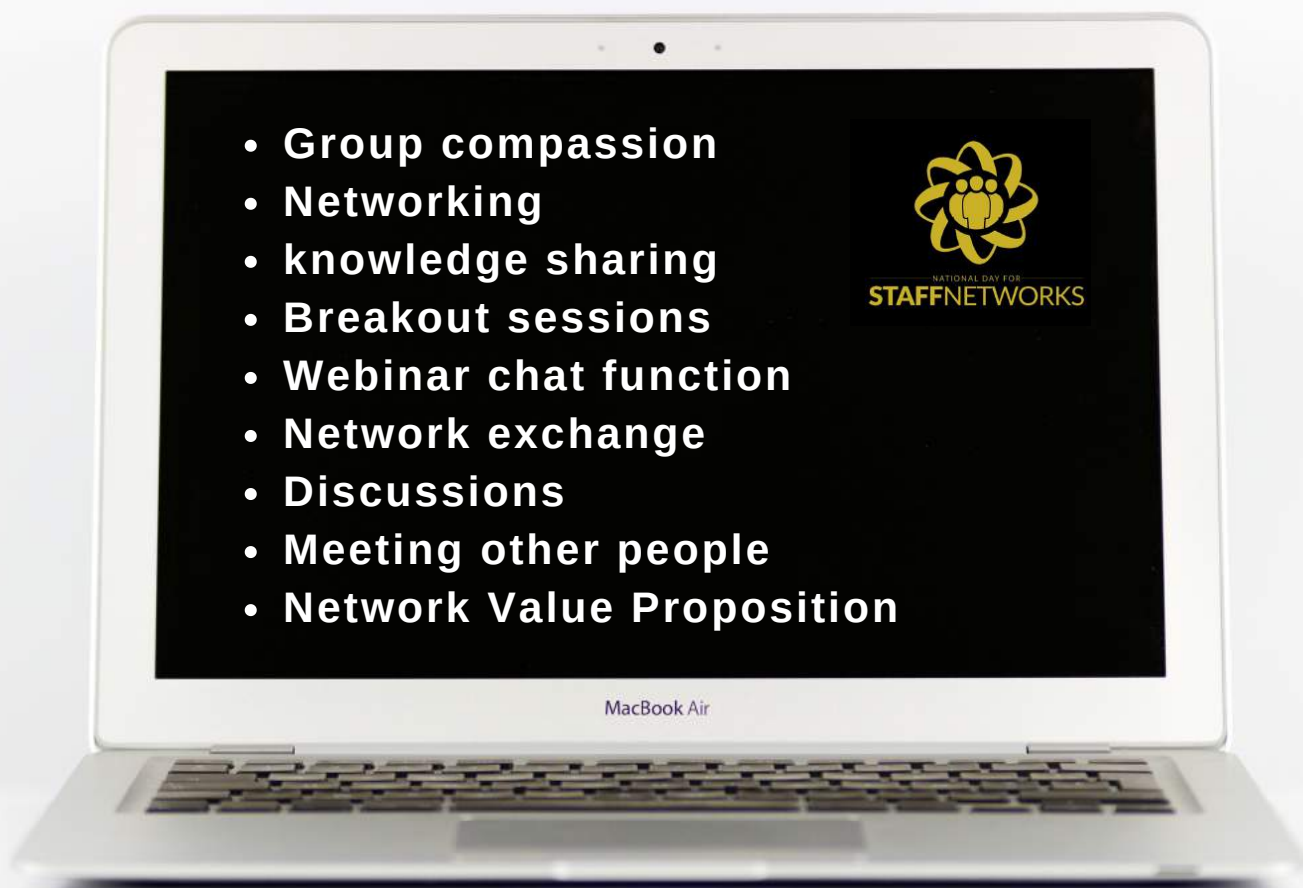 • Group compassion
• Networking
• knowledge sharing
• Breakout sessions
• Webinar chat function
• Network exchange
• Discussions
• Meeting other people
• Network Value Proposition
NATIONAL DAY FOR
STAFFNETWORKS
MacBook Air